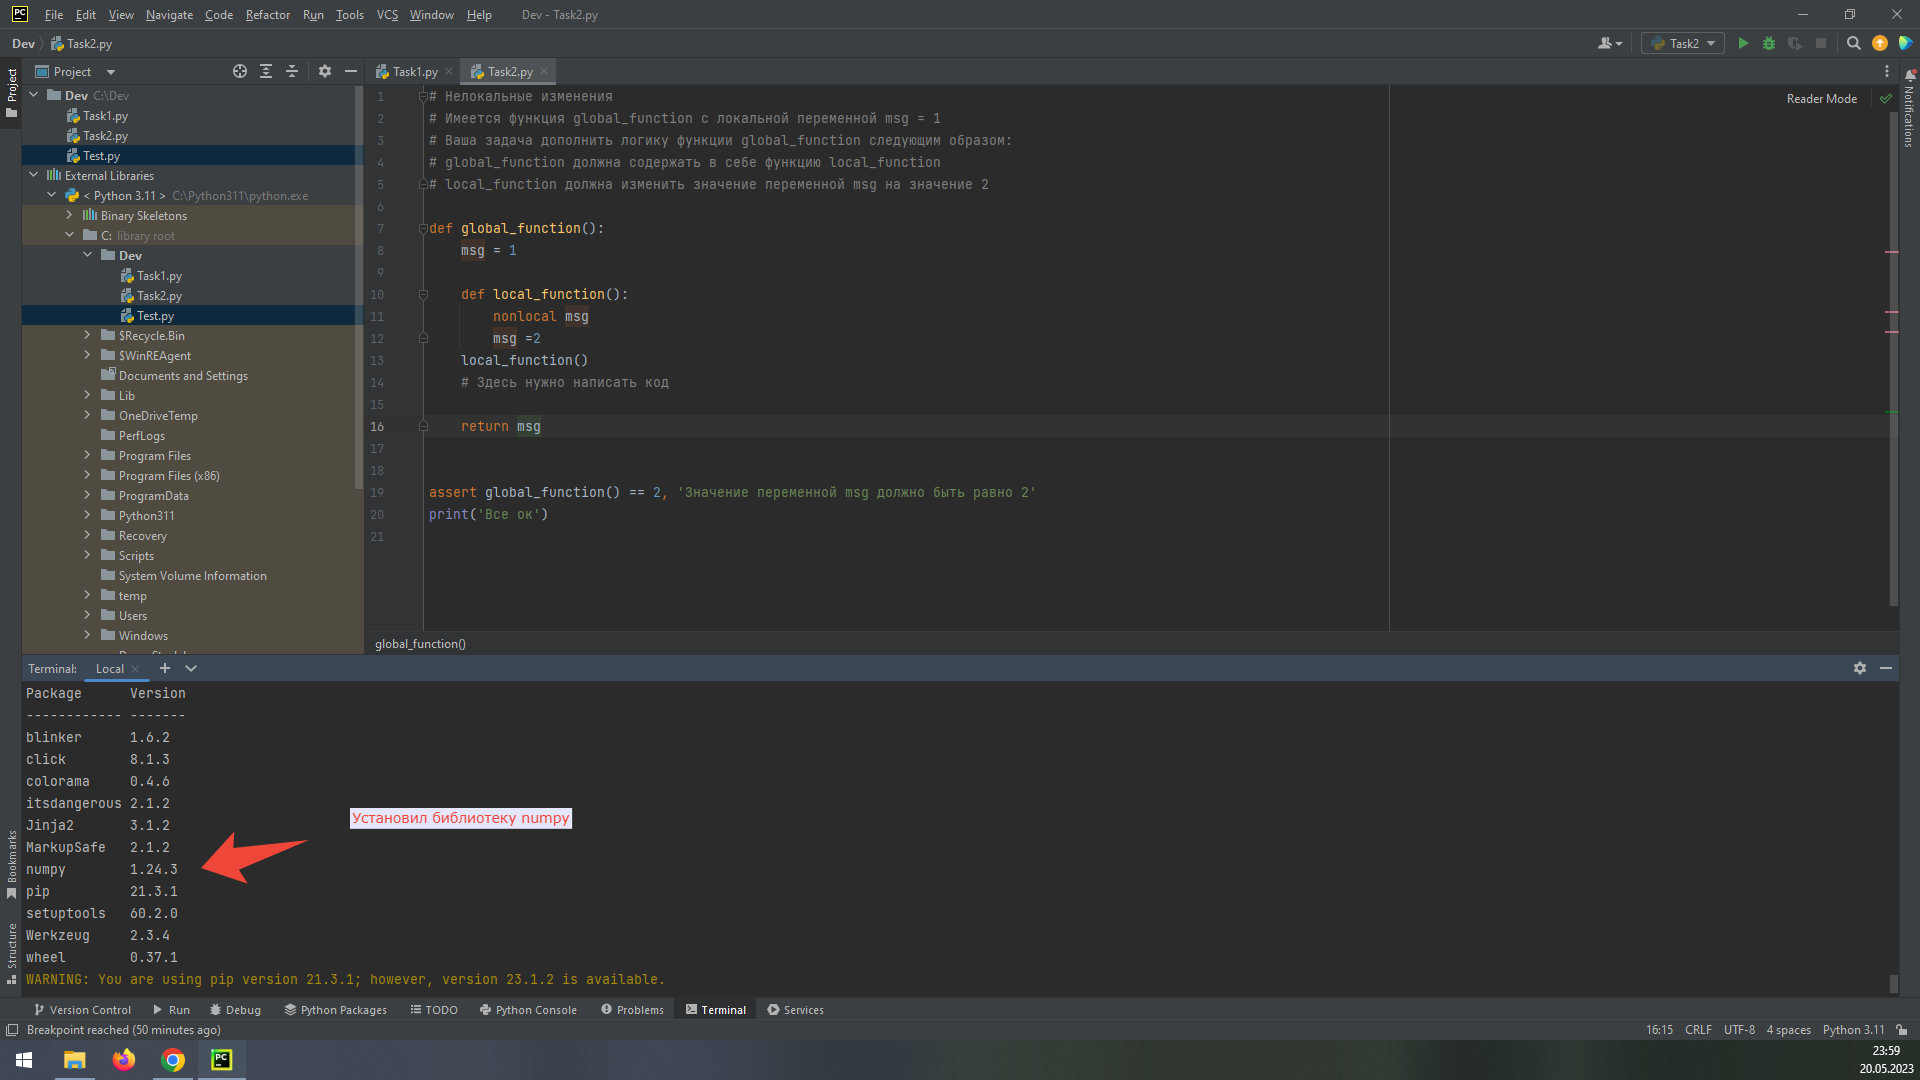 PC File Edit View Navigate Code Refactor Run Tools VCS Window Help Dev - Task2.py
Dev Task2.py Task2
Project
Task1.py Task2.py
Reader Mode
Notifications
Project
Dev C:\Dev
Task1.py
Task2.py
Test.py
External Libraries
< Python 3.11 > C:\Python311\python.exe
Binary Skeletons
C: library root
Dev
Task1.py
Task2.py
Test.py
$Recycle.Bin
$WinREAgent
Documents and Settings
Lib
OneDriveTemp
PerfLogs
Program Files
Program Files (x86)
ProgramData
Python311
Recovery
Scripts
System Volume Information
temp
Users
Windows
1 # Нелокальные изменения
2 # Имеется функция global_function с локальной переменной msg = 1
3 # Ваша задача дополнить логику функции global_function следующим образом:
4 # global_function должна содержать в себе функцию local_function
5 # local_function должна изменить значение переменной msg на значение 2
6
7 def global_function():
8 msg = 1
9
10 def local_function():
11 nonlocal msg
12 msg =2
13 local_function()
14 # Здесь нужно написать код
15
16 return msg
17
18
19 assert global_function() == 2, 'Значение переменной msg должно быть равно 2'
20 print('Все ок')
21
global_function()
Terminal: Local
Package Version
------------ -------
blinker 1.6.2
click 8.1.3
colorama 0.4.6
itsdangerous 2.1.2
Jinja2 3.1.2
MarkupSafe 2.1.2
numpy 1.24.3
pip 21.3.1
setuptools 60.2.0
Werkzeug 2.3.4
wheel 0.37.1
WARNING: You are using pip version 21.3.1; however, version 23.1.2 is available.
Установил библиотеку numpy
Bookmarks
Structure
Version Control Run Debug Python Packages TODO Python Console Problems Terminal Services
Breakpoint reached (50 minutes ago) 16:15 CRLF UTF-8 4 spaces Python 3.11
PC
23:59
20.05.2023